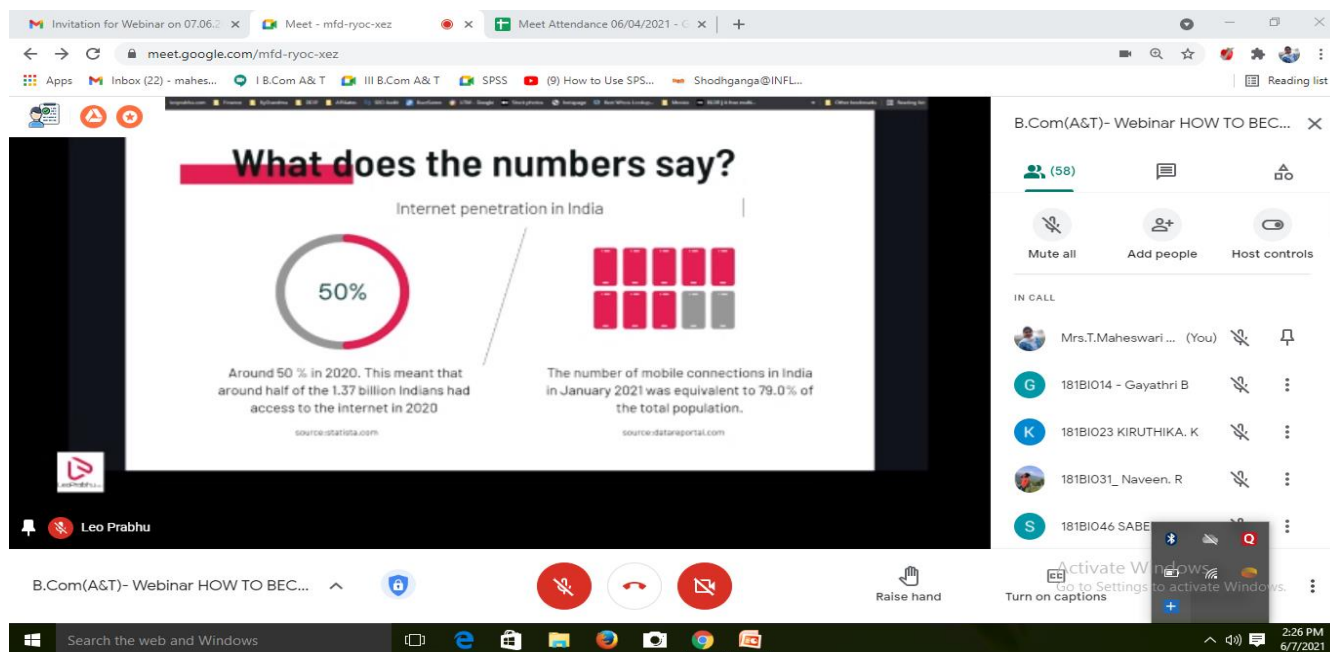 Invitation for Webinar on 07.06.2
Meet - mfd-ryoc-xez
Meet Attendance 06/04/2021 - G
meet.google.com/mfd-ryoc-xez
Apps
Inbox (22) - mahes...
I B.Com A& T
III B.Com A& T
SPSS
(9) How to Use SPS...
Shodhganga@INFL...
Reading list
What does the numbers say?
Internet penetration in India
50%
Around 50 % in 2020. This meant that
around half of the 1.37 billion Indians had
access to the internet in 2020
source:statista.com
The number of mobile connections in India
in January 2021 was equivalent to 79.0% of
the total population.
source:datareportal.com
LeoPrabhu...
Leo Prabhu
B.Com(A&T)- Webinar HOW TO BEC...
(58)
Mute all
Add people
Host controls
IN CALL
Mrs.T.Maheswari ... (You)
G
181BI014 - Gayathri B
K
181BI023 KIRUTHIKA. K
181BI031_ Naveen. R
S
181BI046 SABE
B.Com(A&T)- Webinar HOW TO BEC...
Raise hand
Turn on captions
Activate Windows
Go to Settings to activate Windows.
Search the web and Windows
2:26 PM
6/7/2021